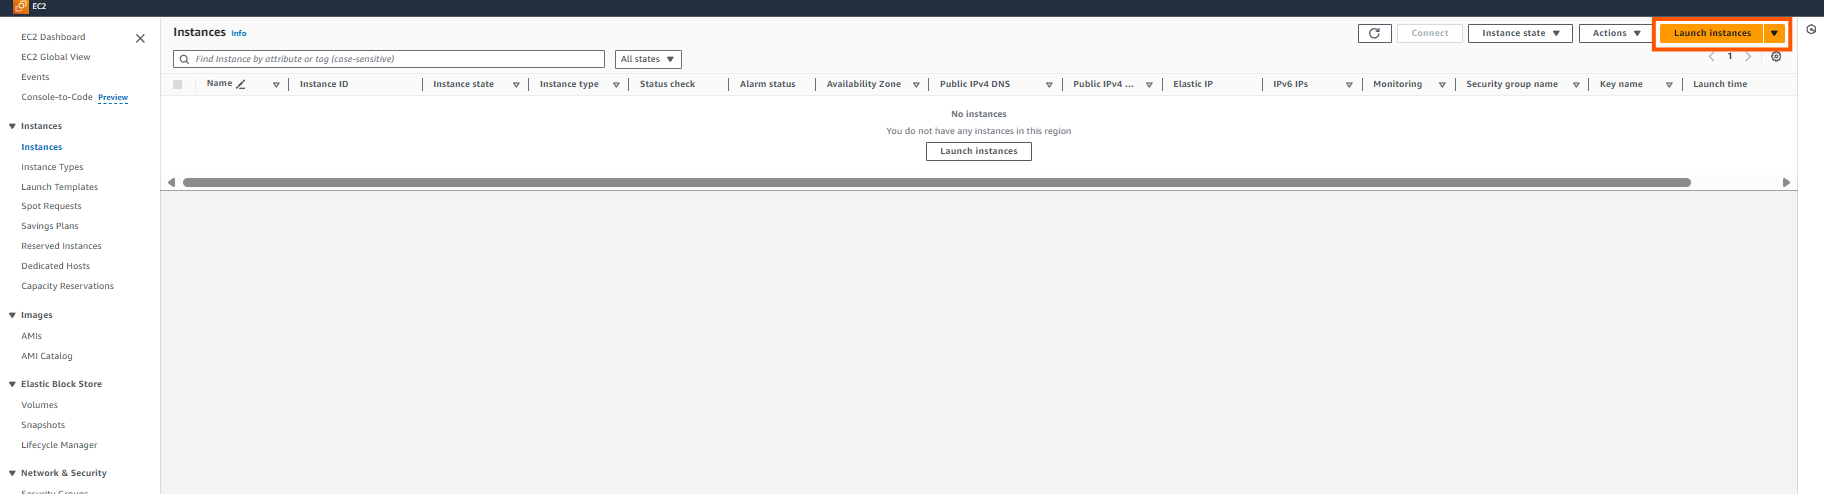 EC2
EC2 Dashboard
EC2 Global View
Events
Console-to-Code Preview
Instances
Instances
Instance Types
Launch Templates
Spot Requests
Savings Plans
Reserved Instances
Dedicated Hosts
Capacity Reservations
Images
AMIs
AMI Catalog
Elastic Block Store
Volumes
Snapshots
Lifecycle Manager
Network & Security
Security Groups
Instances Info
Connect Instance state Actions Launch instances
Find Instance by attribute or tag (case-sensitive) All states
1
Name Instance ID Instance state Instance type Status check Alarm status Availability Zone Public IPv4 DNS Public IPv4 ... Elastic IP IPv6 IPs Monitoring Security group name Key name Launch time
No instances
You do not have any instances in this region
Launch instances